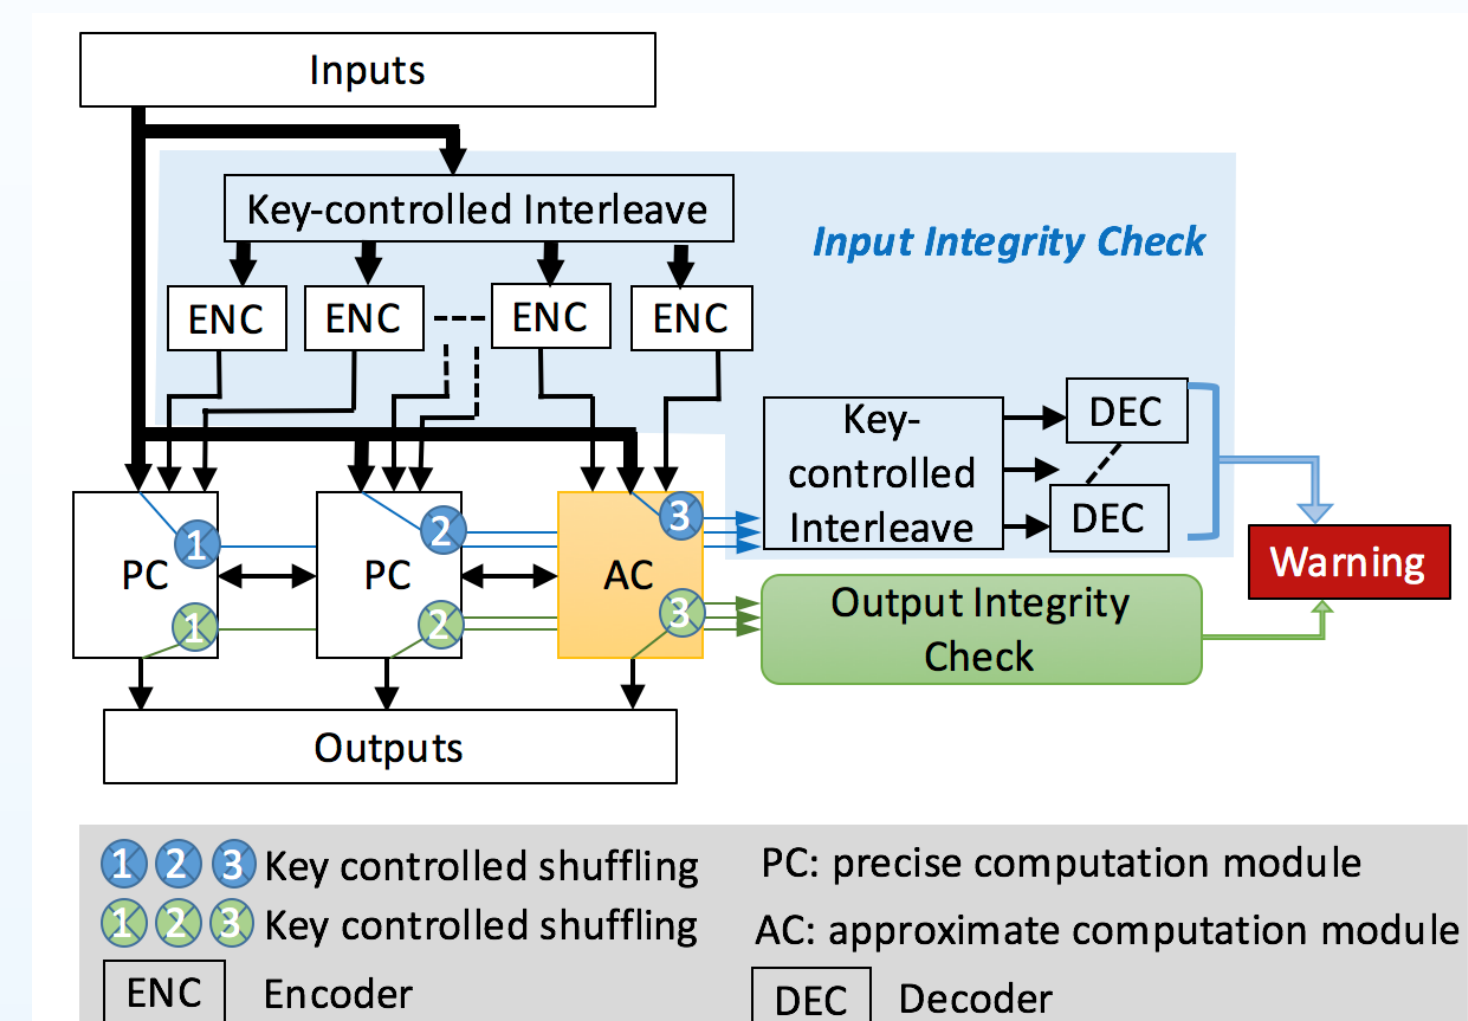 Inputs
Key-controlled Interleave
Input Integrity Check
ENC
ENC
ENC
ENC
Key-
controlled
Interleave
DEC
DEC
1
2
3
PC
PC
AC
1
2
3
Warning
Output Integrity
Check
Outputs
1 2 3 Key controlled shuffling
PC: precise computation module
1 2 3 Key controlled shuffling
AC: approximate computation module
ENC Encoder
DEC Decoder